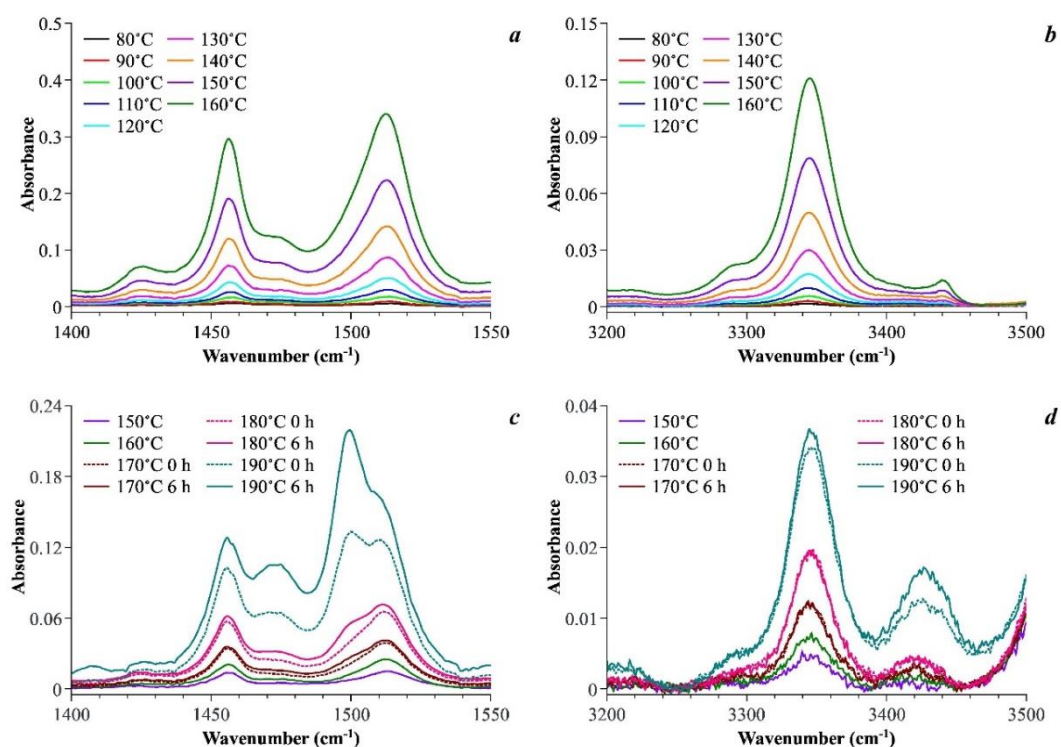 0.5
0.4
0.3
0.2
0.1
0
Absorbance
80°C
90°C
100°C
110°C
120°C
130°C
140°C
150°C
160°C
a
1400 1450 1500 1550
Wavenumber (cm⁻¹)
0.15
0.12
0.09
0.06
0.03
0
Absorbance
80°C
90°C
100°C
110°C
120°C
130°C
140°C
150°C
160°C
b
3200 3300 3400 3500
Wavenumber (cm⁻¹)
0.24
0.18
0.12
0.06
0
Absorbance
150°C
160°C
170°C 0 h
170°C 6 h
180°C 0 h
180°C 6 h
190°C 0 h
190°C 6 h
c
1400 1450 1500 1550
Wavenumber (cm⁻¹)
0.04
0.03
0.02
0.01
0
Absorbance
150°C
160°C
170°C 0 h
170°C 6 h
180°C 0 h
180°C 6 h
190°C 0 h
190°C 6 h
d
3200 3300 3400 3500
Wavenumber (cm⁻¹)